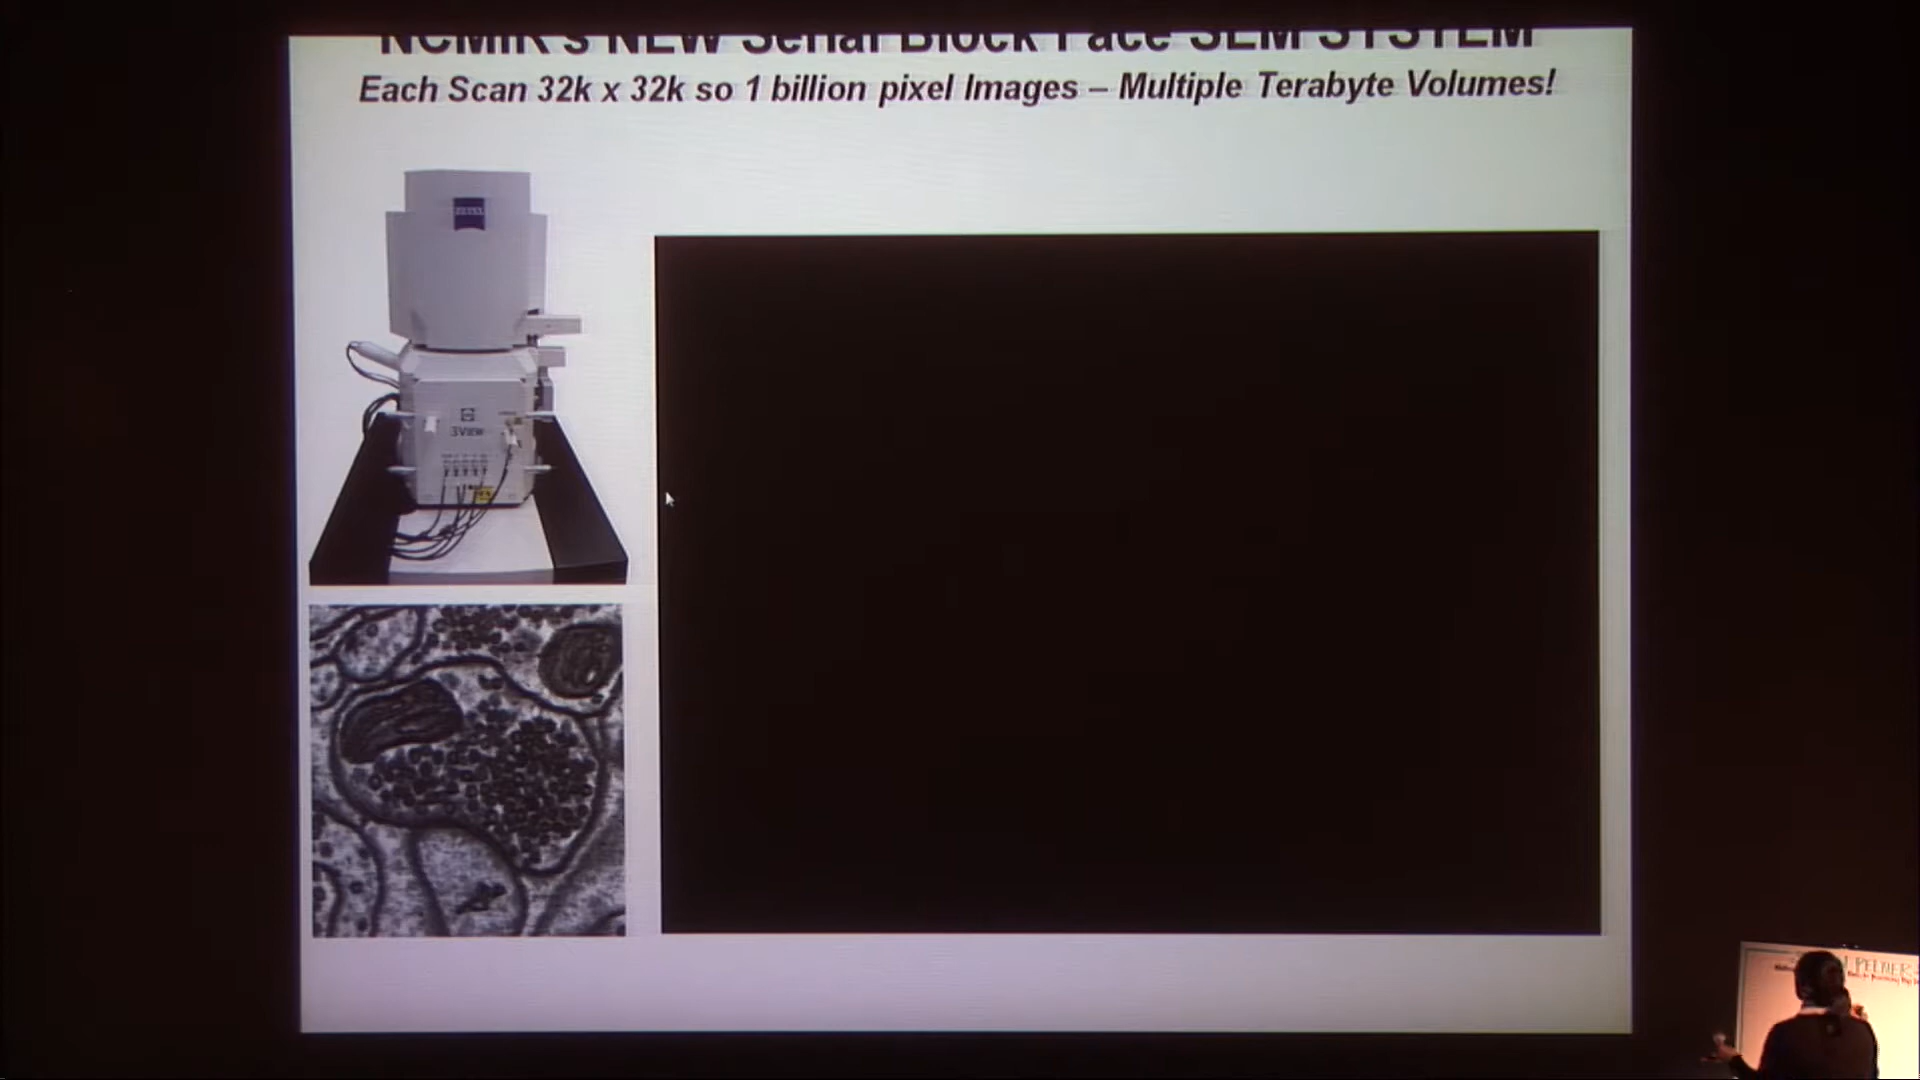 NCMIR's NEW Serial Block Face SEM SYSTEM
Each Scan 32k x 32k so 1 billion pixel Images – Multiple Terabyte Volumes!
ZEISS
3View